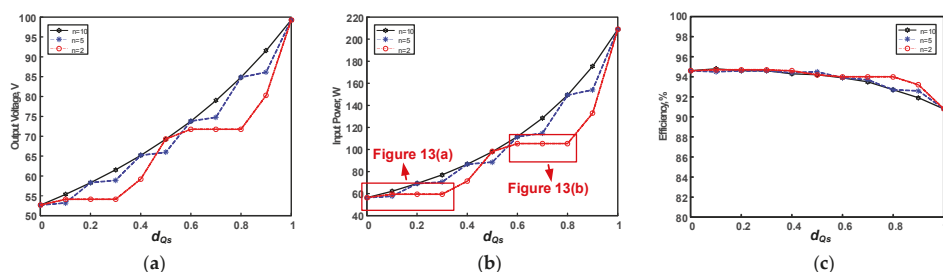 100
95
90
85
80
75
70
65
60
55
50
Output Voltage, V
n=10
n=5
n=2
0
0.2
0.4
0.6
0.8
1
dQs
(a)
220
200
180
160
140
120
100
80
60
40
Input Power, W
n=10
n=5
n=2
Figure 13(a)
Figure 13(b)
0
0.2
0.4
0.6
0.8
1
dQs
(b)
100
98
96
94
92
90
88
86
84
82
80
Efficiency,%
n=10
n=5
n=2
0
0.2
0.4
0.6
0.8
1
dQs
(c)